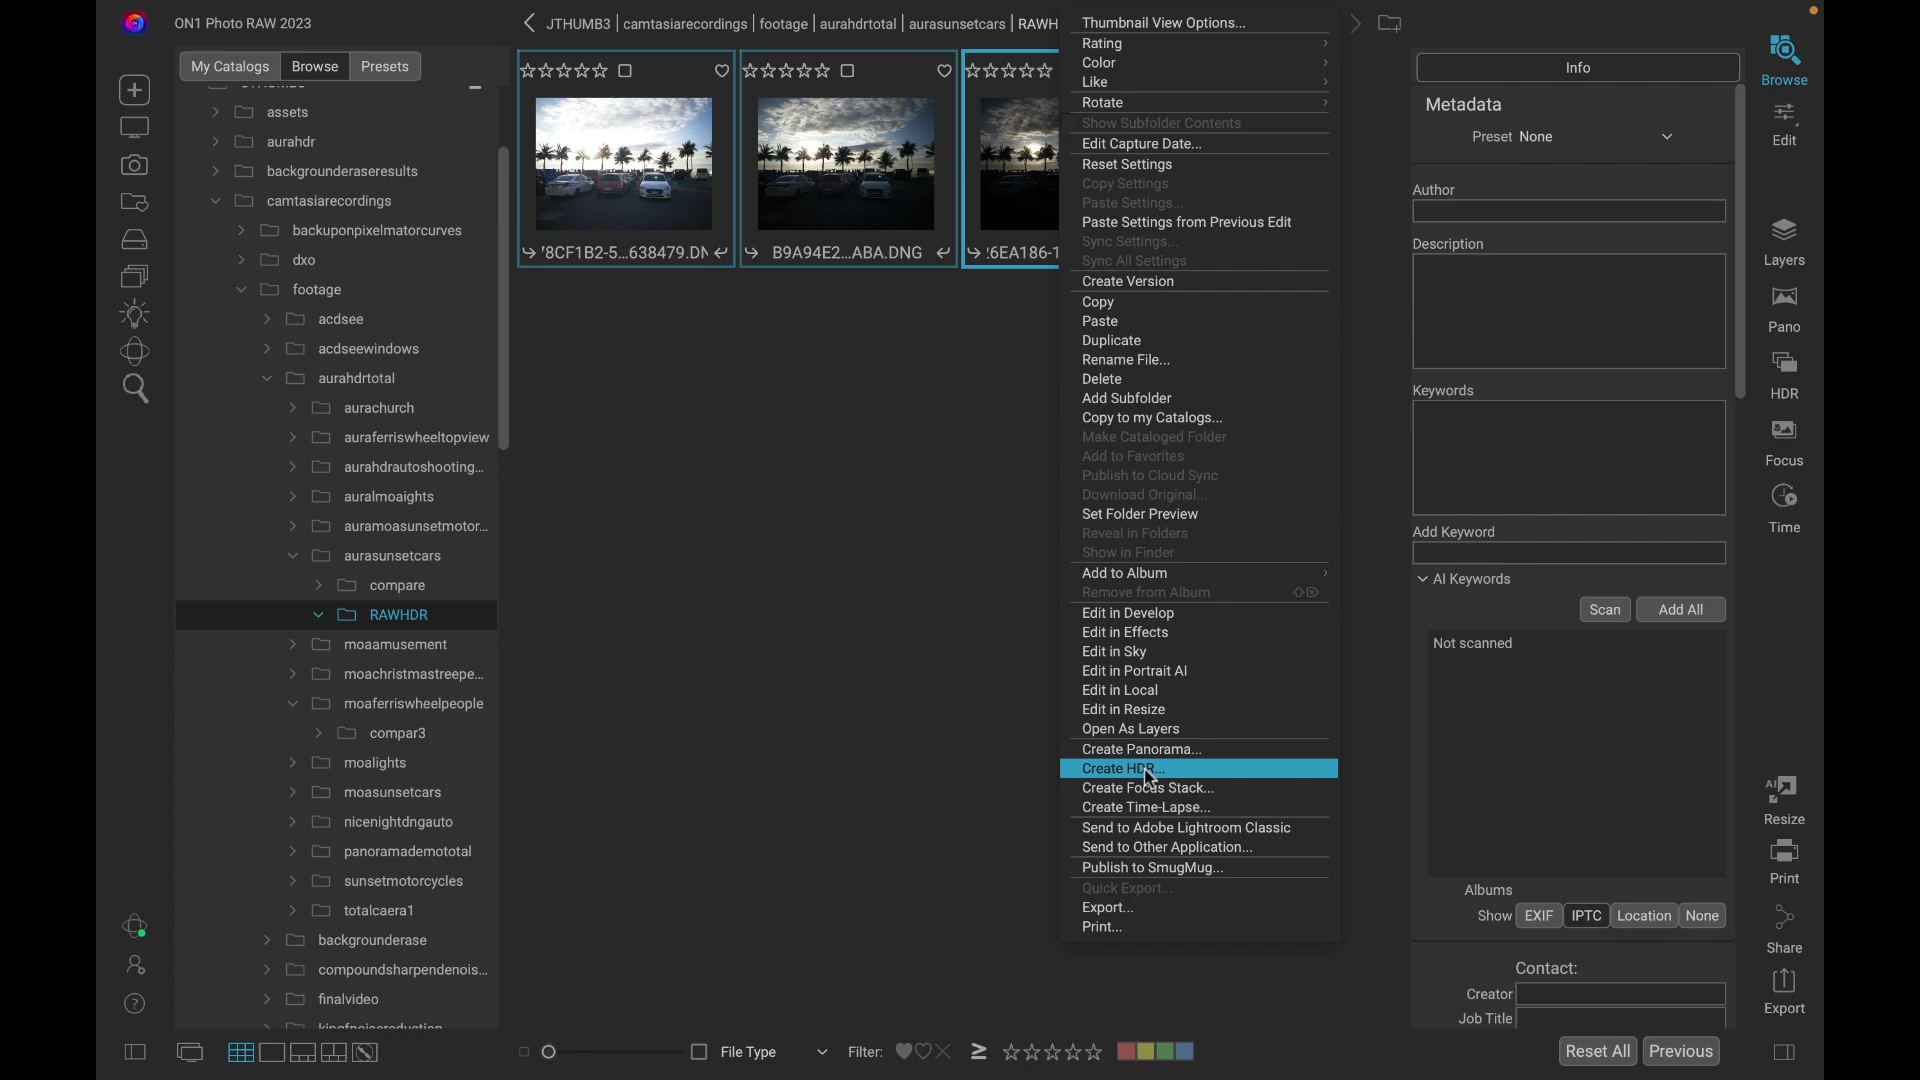 ON1 Photo RAW 2023
JTHUMB3 | camtasiarecordings | footage | aurahdrtotal | aurasunsetcars | RAWH
My Catalogs
Browse
Presets
assets
aurahdr
backgrounderaseresults
camtasiarecordings
backuponpixelmatorcurves
dxo
footage
acdsee
acdseewindows
aurahdrtotal
aurachurch
auraferriswheeltopview
aurahdrautoshooting...
auralmoaights
auramoasunsetmotor...
aurasunsetcars
compare
RAWHDR
moaamusement
moachristmastreepe...
moaferriswheelpeople
compar3
moalights
moasunsetcars
nicenightdngauto
panoramademototal
sunsetmotorcycles
totalcaera1
backgrounderase
compoundsharpendenois...
finalvideo
78CF1B2-5...638479.DN
B9A94E2...ABA.DNG
26EA186-1
Thumbnail View Options...
Rating
Color
Like
Rotate
Show Subfolder Contents
Edit Capture Date...
Reset Settings
Copy Settings
Paste Settings...
Paste Settings from Previous Edit
Sync Settings...
Sync All Settings
Create Version
Copy
Paste
Duplicate
Rename File...
Delete
Add Subfolder
Copy to my Catalogs...
Make Cataloged Folder
Add to Favorites
Publish to Cloud Sync
Download Original...
Set Folder Preview
Reveal in Folders
Show in Finder
Add to Album
Remove from Album
Edit in Develop
Edit in Effects
Edit in Sky
Edit in Portrait AI
Edit in Local
Edit in Resize
Open As Layers
Create Panorama...
Create HDR...
Create Focus Stack...
Create Time-Lapse...
Send to Adobe Lightroom Classic
Send to Other Application...
Publish to SmugMug...
Quick Export...
Export...
Print...
Info
Metadata
Preset None
Author
Description
Keywords
Add Keyword
AI Keywords
Scan
Add All
Not scanned
Albums
Show EXIF IPTC Location None
Contact:
Creator
Job Title
Browse
Edit
Layers
Pano
HDR
Focus
Time
AI
Resize
Print
Share
Export
File Type
Filter:
Reset All
Previous